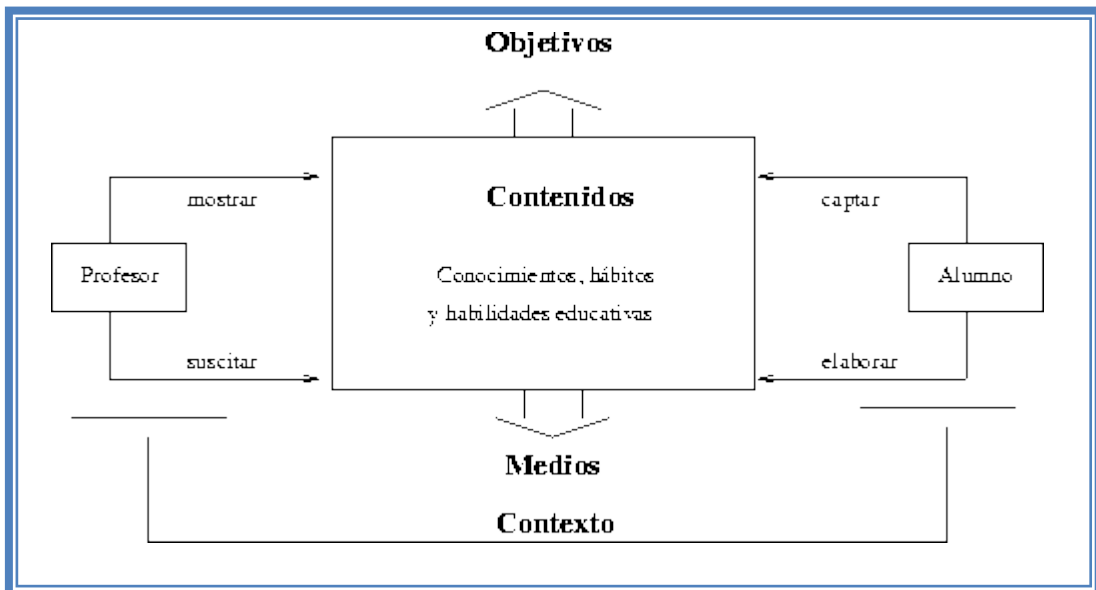 Objetivos
mostrar
Contenidos
captar
Profesor
Conocimientos, hábitos
y habilidades educativas
Alumno
suscitar
elaborar
Medios
Contexto